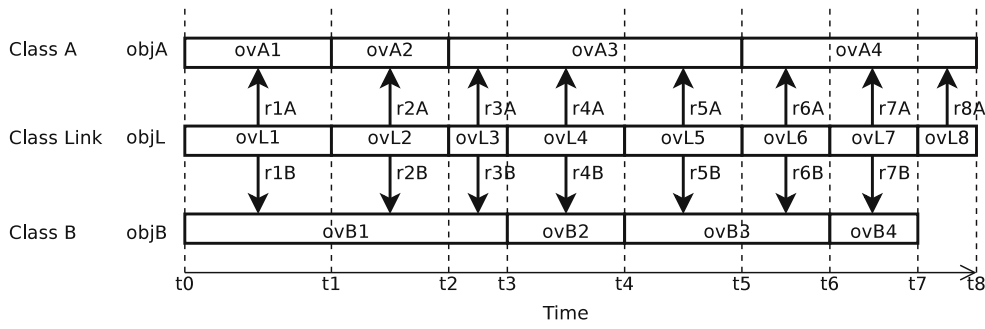 Class A objA ovA1 ovA2 ovA3 ovA4
r1A r2A r3A r4A r5A r6A r7A r8A
Class Link objL ovL1 ovL2 ovL3 ovL4 ovL5 ovL6 ovL7 ovL8
r1B r2B r3B r4B r5B r6B r7B
Class B objB ovB1 ovB2 ovB3 ovB4
t0 t1 t2 t3 t4 t5 t6 t7 t8
Time